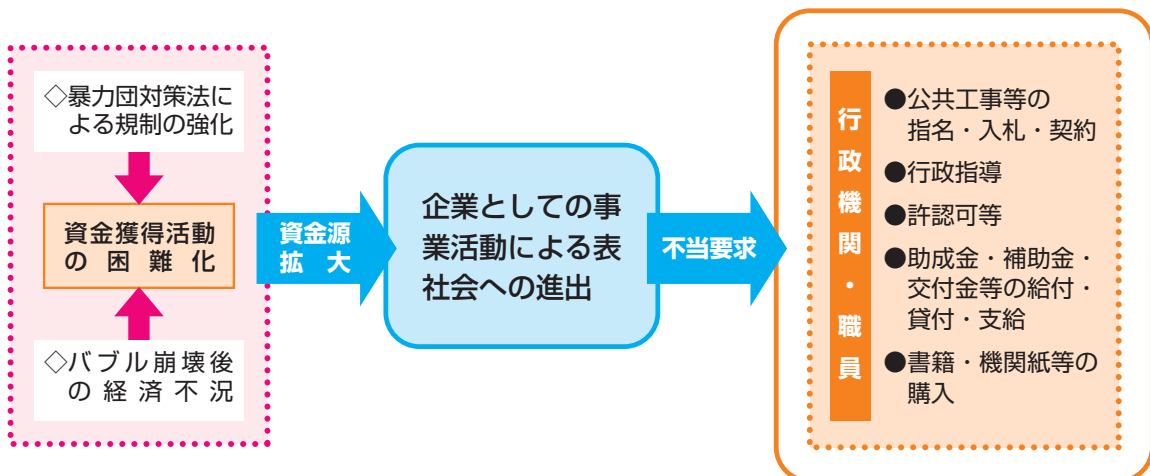 ◇暴力団対策法に
よる規制の強化
資金獲得活動
の困難化
◇バブル崩壊後
の経済不況
資金源
拡大
企業としての事
業活動による表
社会への進出
不当要求
行政機関・職員
●公共工事等の
指名・入札・契約
●行政指導
●許認可等
●助成金・補助金・
交付金等の給付・
貸付・支給
●書籍・機関紙等の
購入